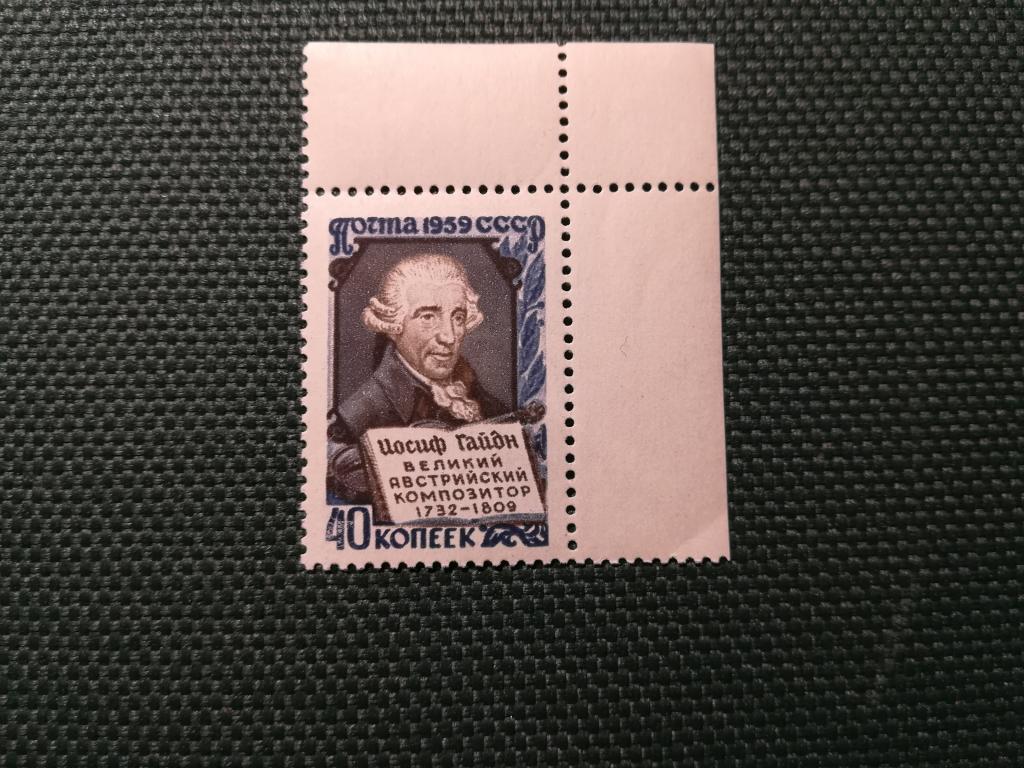 Почта 1959 СССР
Иосиф Гайдн
ВЕЛИКИЙ
АВСТРИЙСКИЙ
КОМПОЗИТОР
1732-1809
40 КОПЕЕК